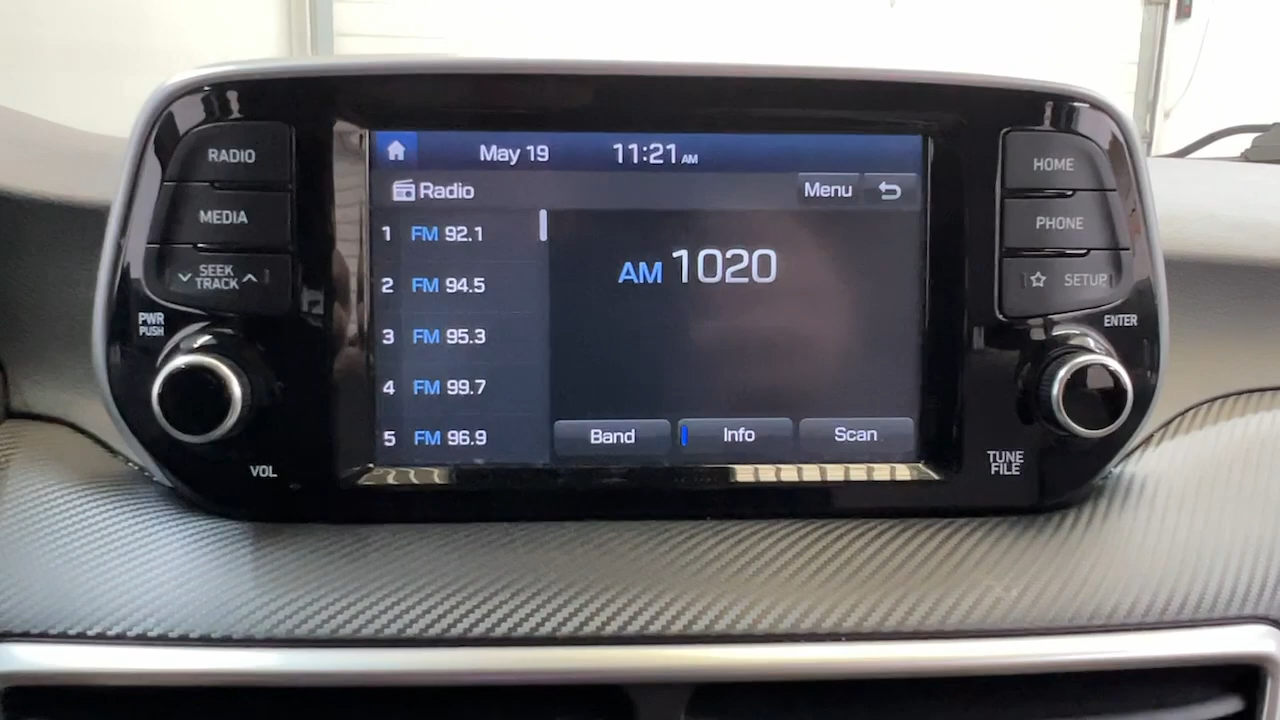 RADIO
MEDIA
SEEK
TRACK
PWR
PUSH
VOL
May 19 11:21 AM
Radio Menu
1 FM 92.1
2 FM 94.5
3 FM 95.3
4 FM 99.7
5 FM 96.9
AM 1020
Band Info Scan
HOME
PHONE
SETUP
ENTER
TUNE
FILE